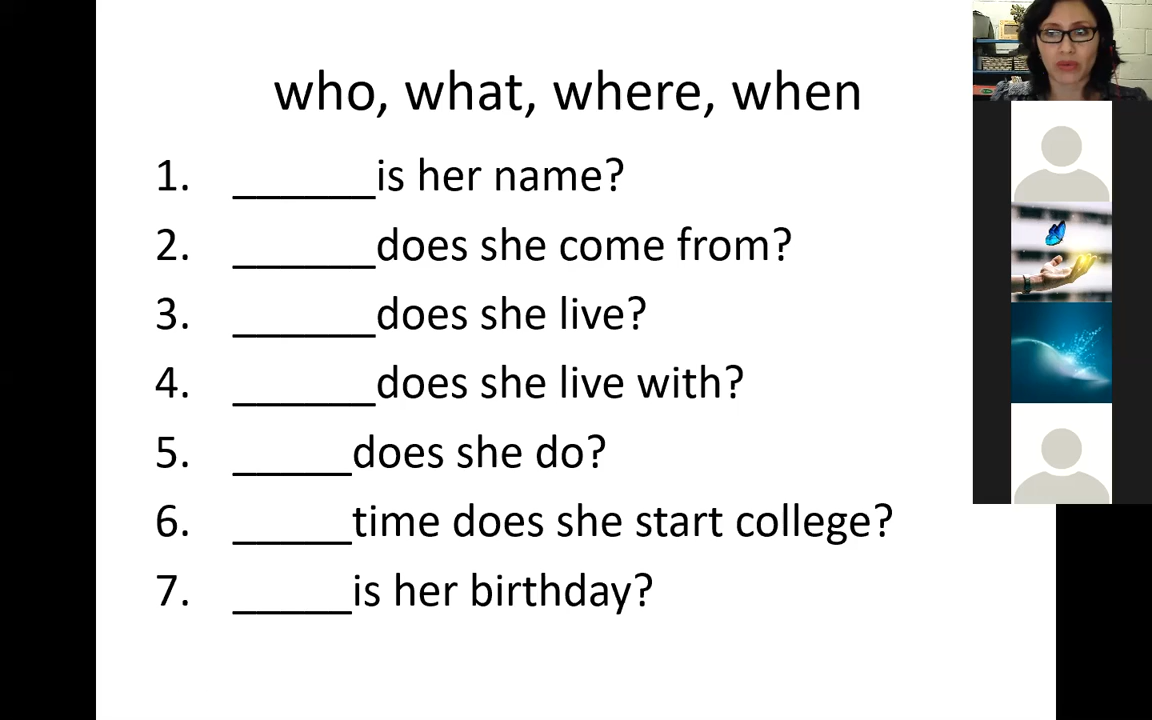 who, what, where, when
1. ______is her name?
2. ______does she come from?
3. ______does she live?
4. ______does she live with?
5. _____does she do?
6. _____time does she start college?
7. _____is her birthday?